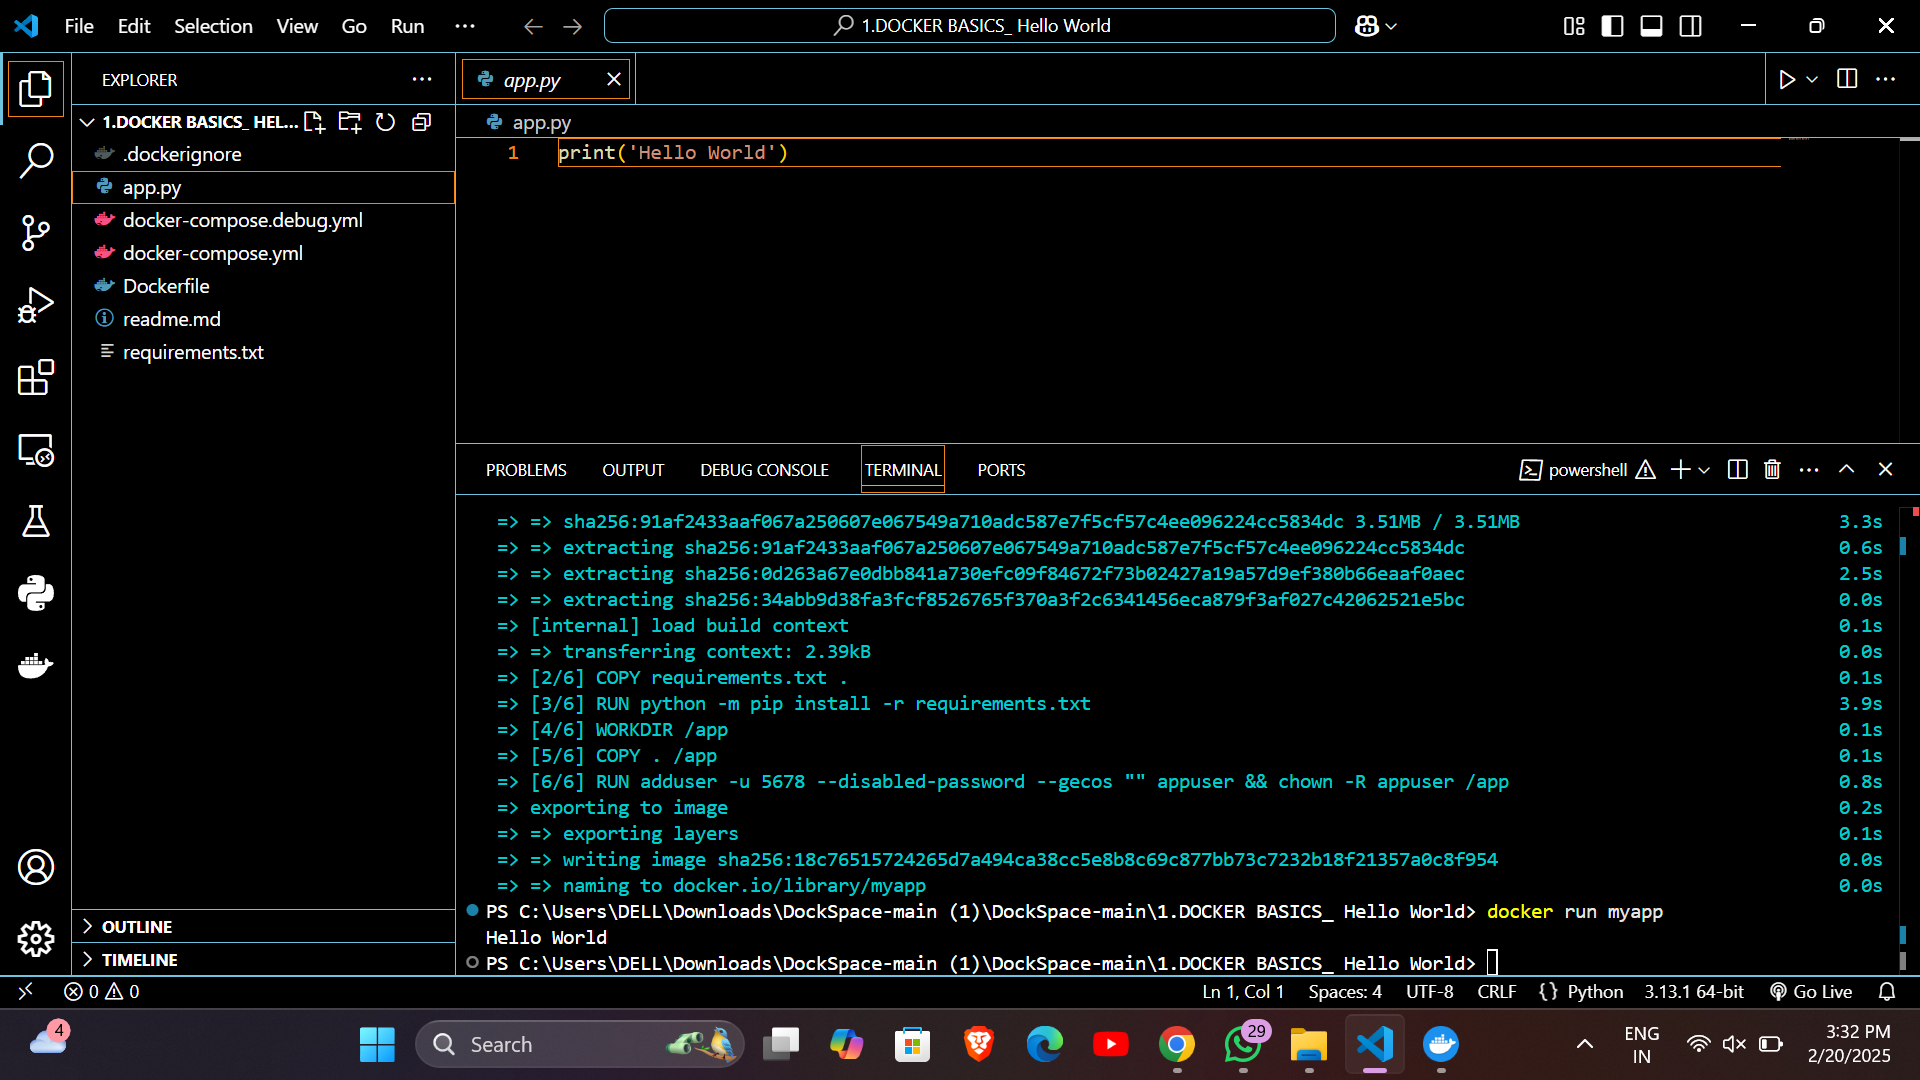 File Edit Selection View Go Run ···
1.DOCKER BASICS_ Hello World
EXPLORER
1.DOCKER BASICS_ HEL...
.dockerignore
app.py
docker-compose.debug.yml
docker-compose.yml
Dockerfile
readme.md
requirements.txt
OUTLINE
TIMELINE
app.py
app.py
1 print('Hello World')
PROBLEMS OUTPUT DEBUG CONSOLE TERMINAL PORTS
powershell
=> => sha256:91af2433aaf067a250607e067549a710adc587e7f5cf57c4ee096224cc5834dc 3.51MB / 3.51MB 3.3s
=> => extracting sha256:91af2433aaf067a250607e067549a710adc587e7f5cf57c4ee096224cc5834dc 0.6s
=> => extracting sha256:0d263a67e0dbb841a730efc09f84672f73b02427a19a57d9ef380b66eaaf0aec 2.5s
=> => extracting sha256:34abb9d38fa3fcf8526765f370a3f2c6341456eca879f3af027c42062521e5bc 0.0s
=> [internal] load build context 0.1s
=> => transferring context: 2.39kB 0.0s
=> [2/6] COPY requirements.txt . 0.1s
=> [3/6] RUN python -m pip install -r requirements.txt 3.9s
=> [4/6] WORKDIR /app 0.1s
=> [5/6] COPY . /app 0.1s
=> [6/6] RUN adduser -u 5678 --disabled-password --gecos "" appuser && chown -R appuser /app 0.8s
=> exporting to image 0.2s
=> => exporting layers 0.1s
=> => writing image sha256:18c76515724265d7a494ca38cc5e8b8c69c877bb73c7232b18f21357a0c8f954 0.0s
=> => naming to docker.io/library/myapp 0.0s
PS C:\Users\DELL\Downloads\DockSpace-main (1)\DockSpace-main\1.DOCKER BASICS_ Hello World> docker run myapp
Hello World
PS C:\Users\DELL\Downloads\DockSpace-main (1)\DockSpace-main\1.DOCKER BASICS_ Hello World>
0 0
Ln 1, Col 1 Spaces: 4 UTF-8 CRLF {} Python 3.13.1 64-bit Go Live
4
Search
29
ENG
IN
3:32 PM
2/20/2025